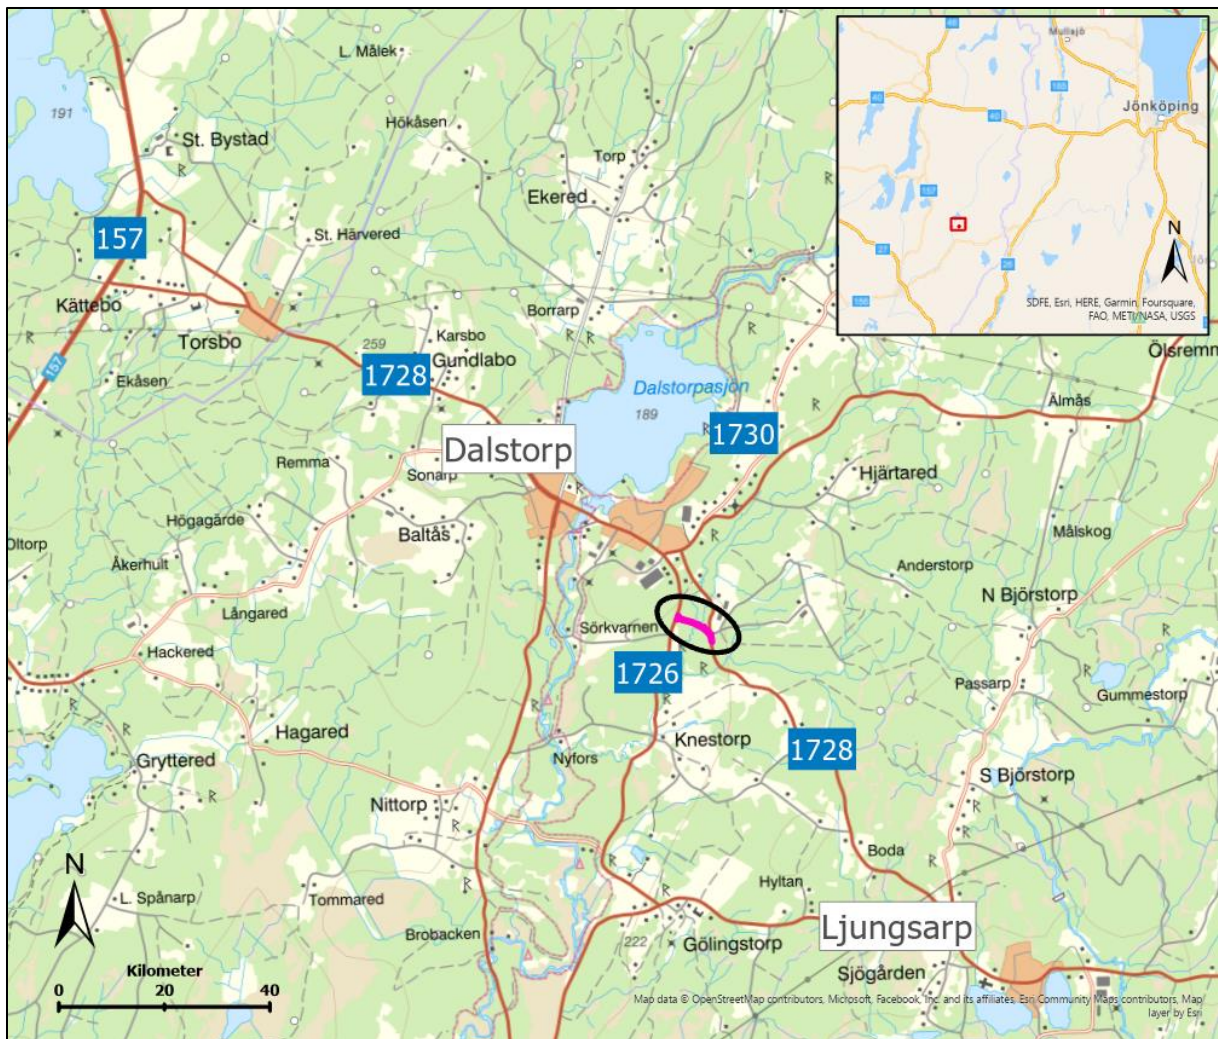 L. Målek
191
St. Bystad
Hökåsen
Torp
Ekered
157
St. Härvered
Kättebo
Torsbo
Borrarp
Karsbo
259
Gundlabo
157
Ekåsen
1728
Dalstorpasjön
189
1730
Ölsremm
Älmås
Dalstorp
Remma
Sonarp
Hjärtared
Högagärde
Baltås
Målskog
Oltorp
Åkerhult
Anderstorp
Långared
N Björstorp
Sörkvarnen
Hackered
1726
Passarp
Gummestorp
Hagared
Knestorp
1728
Gryttered
Nyfors
S Björstorp
Nittorp
Boda
Hyltan
L. Spånarp
Tommared
Brobacken
222
Gölingstorp
Ljungsarp
Sjögården
N
Kilometer
0 20 40
Map data © OpenStreetMap contributors, Microsoft, Facebook, Inc. and its affiliates, Esri Community Maps contributors, Map
layer by Esri
Mullsjö
40
40
40
Jönköping
157
27
26
N
SDFE, Esri, HERE, Garmin, Foursquare,
FAO, METI/NASA, USGS